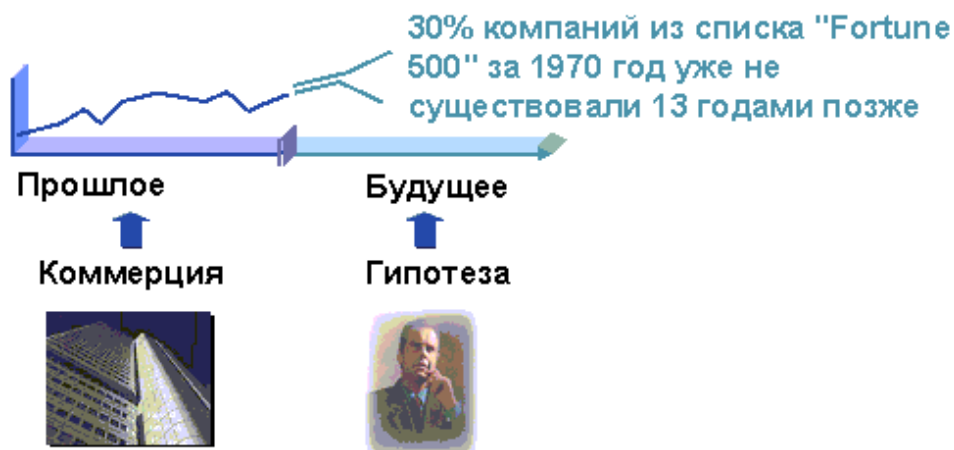 30% компаний из списка "Fortune
500" за 1970 год уже не
существовали 13 годами позже
Прошлое
Будущее
Коммерция
Гипотеза